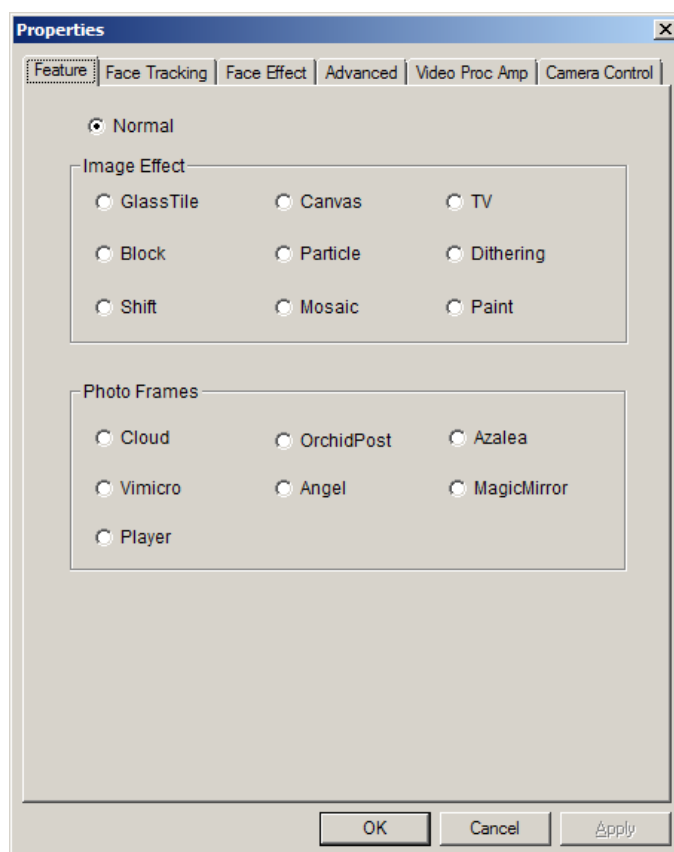 Properties
Feature Face Tracking Face Effect Advanced Video Proc Amp Camera Control
Normal
Image Effect
GlassTile Canvas TV
Block Particle Dithering
Shift Mosaic Paint
Photo Frames
Cloud OrchidPost Azalea
Vimicro Angel MagicMirror
Player
OK Cancel Apply